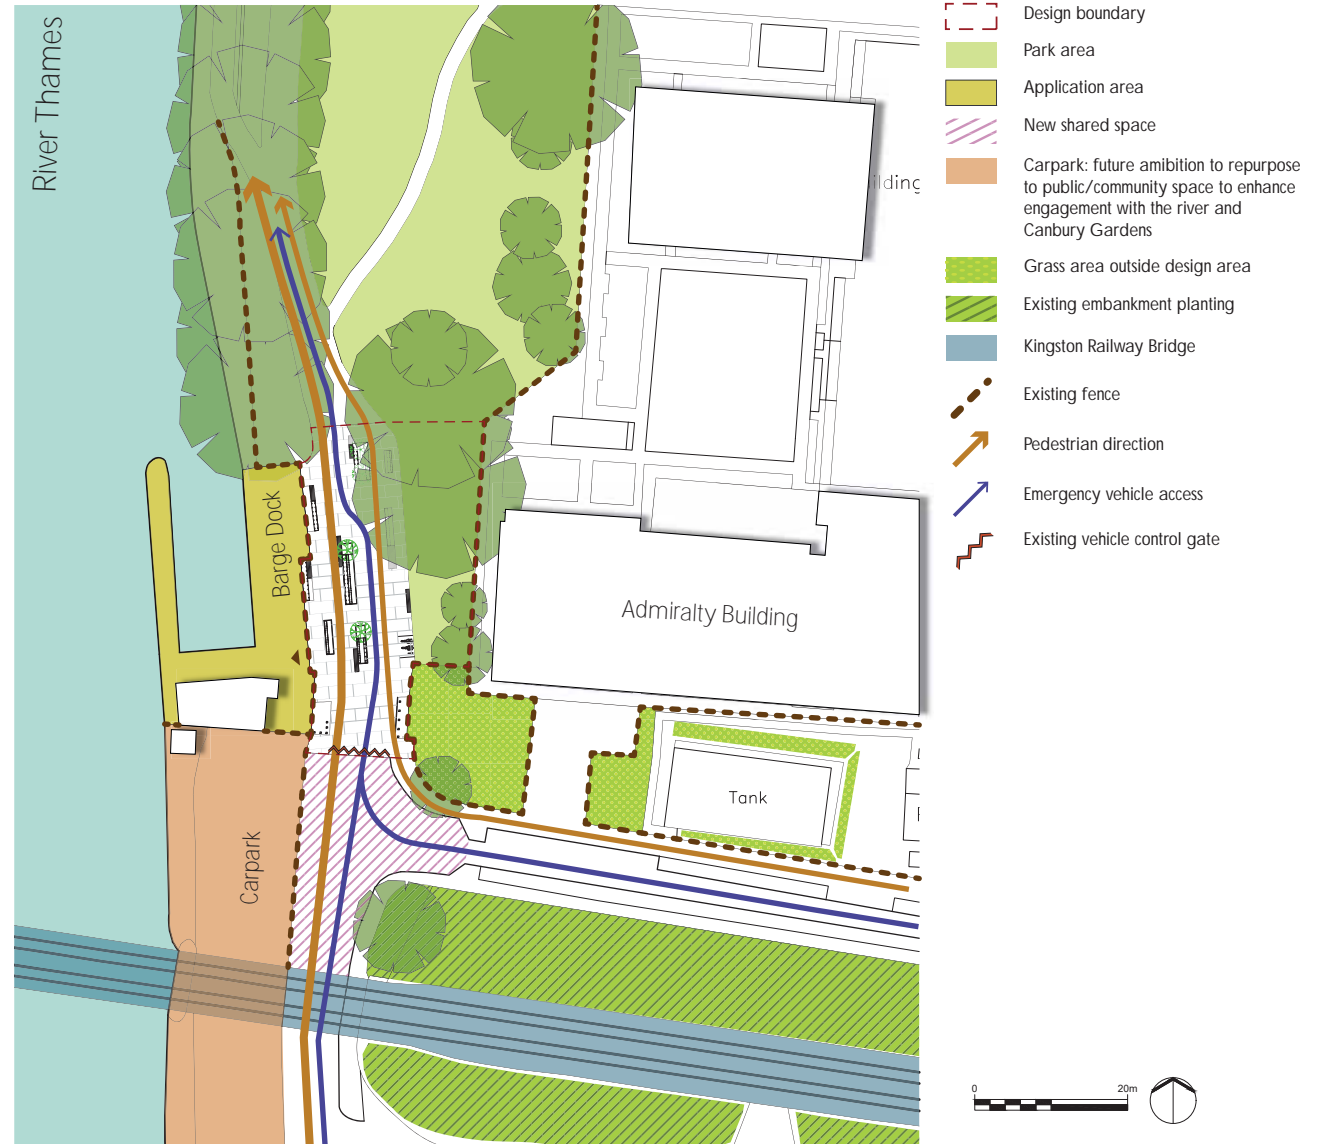 River Thames
ilding
Barge Dock
Admiralty Building
Tank
Carpark
Design boundary
Park area
Application area
New shared space
Carpark: future amibition to repurpose
to public/community space to enhance
engagement with the river and
Canbury Gardens
Grass area outside design area
Existing embankment planting
Kingston Railway Bridge
Existing fence
Pedestrian direction
Emergency vehicle access
Existing vehicle control gate
0 20m